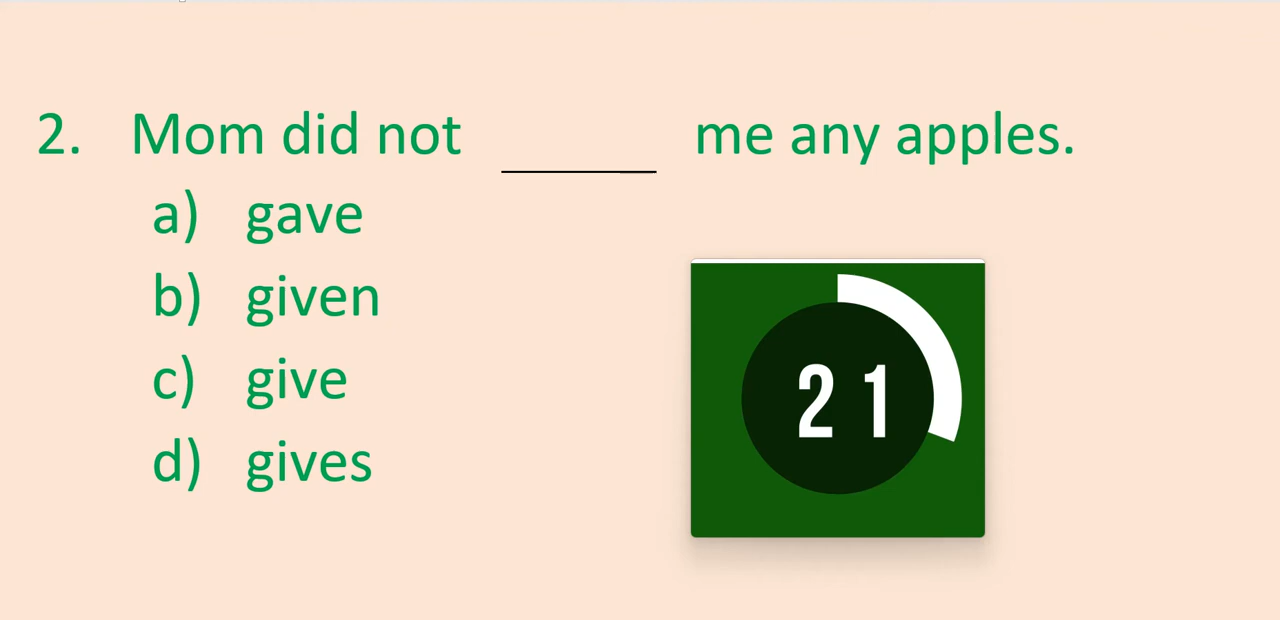 2. Mom did not ______ me any apples.
a) gave
b) given
c) give
d) gives
21